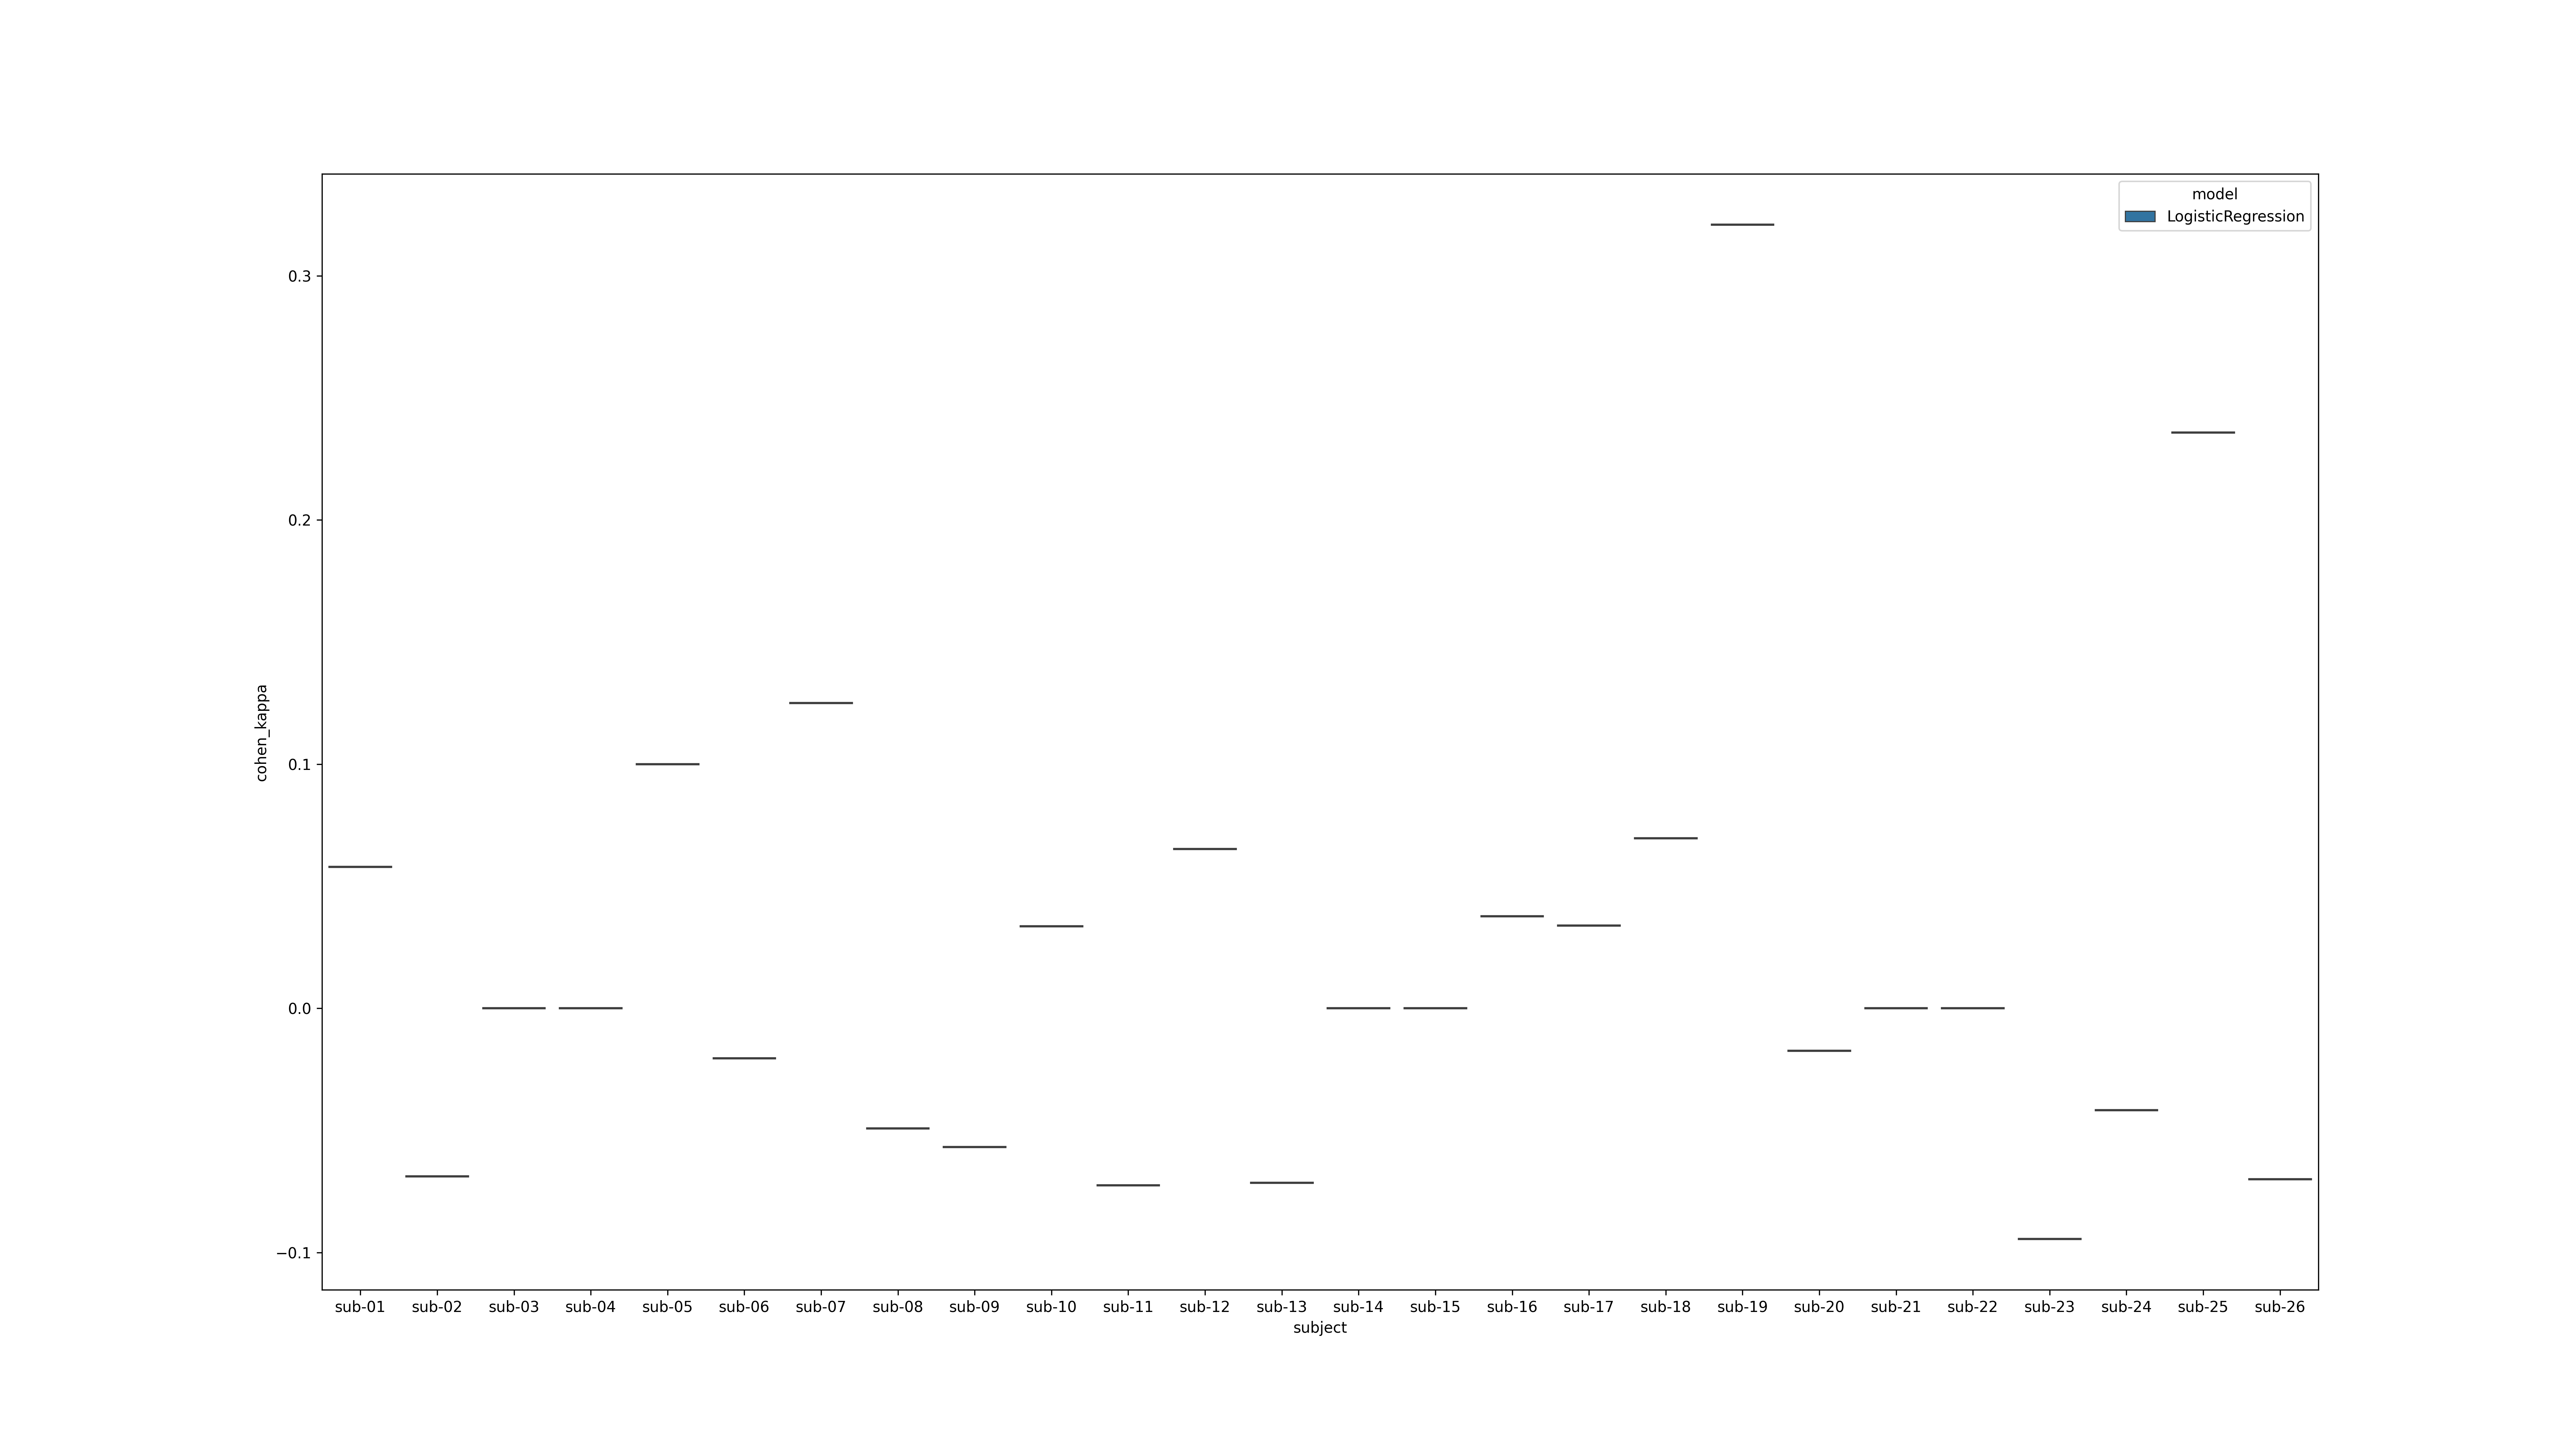 model
LogisticRegression
0.3
0.2
0.1
0.0
−0.1
cohen_kappa
sub-01 sub-02 sub-03 sub-04 sub-05 sub-06 sub-07 sub-08 sub-09 sub-10 sub-11 sub-12 sub-13 sub-14 sub-15 sub-16 sub-17 sub-18 sub-19 sub-20 sub-21 sub-22 sub-23 sub-24 sub-25 sub-26
subject